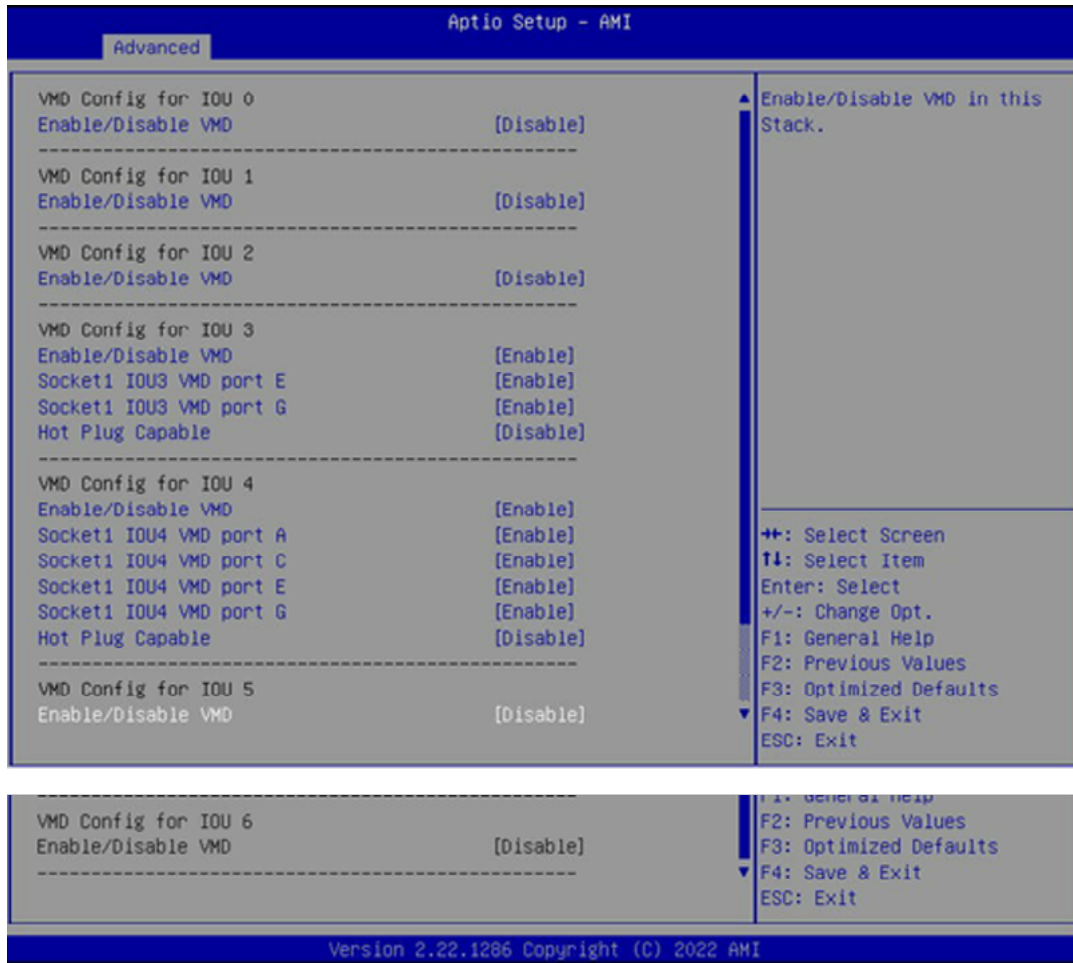 Aptio Setup – AMI
Advanced
VMD Config for IOU 0
Enable/Disable VMD [Disable]
--------------------------------------------------
VMD Config for IOU 1
Enable/Disable VMD [Disable]
--------------------------------------------------
VMD Config for IOU 2
Enable/Disable VMD [Disable]
--------------------------------------------------
VMD Config for IOU 3
Enable/Disable VMD [Enable]
Socket1 IOU3 VMD port E [Enable]
Socket1 IOU3 VMD port G [Enable]
Hot Plug Capable [Disable]
--------------------------------------------------
VMD Config for IOU 4
Enable/Disable VMD [Enable]
Socket1 IOU4 VMD port A [Enable]
Socket1 IOU4 VMD port C [Enable]
Socket1 IOU4 VMD port E [Enable]
Socket1 IOU4 VMD port G [Enable]
Hot Plug Capable [Disable]
--------------------------------------------------
VMD Config for IOU 5
Enable/Disable VMD [Disable]
Enable/Disable VMD in this
Stack.
→←: Select Screen
↑↓: Select Item
Enter: Select
+/-: Change Opt.
F1: General Help
F2: Previous Values
F3: Optimized Defaults
F4: Save & Exit
ESC: Exit
--------------------------------------------------
VMD Config for IOU 6
Enable/Disable VMD [Disable]
--------------------------------------------------
F1: General Help
F2: Previous Values
F3: Optimized Defaults
F4: Save & Exit
ESC: Exit
Version 2.22.1286 Copyright (C) 2022 AMI